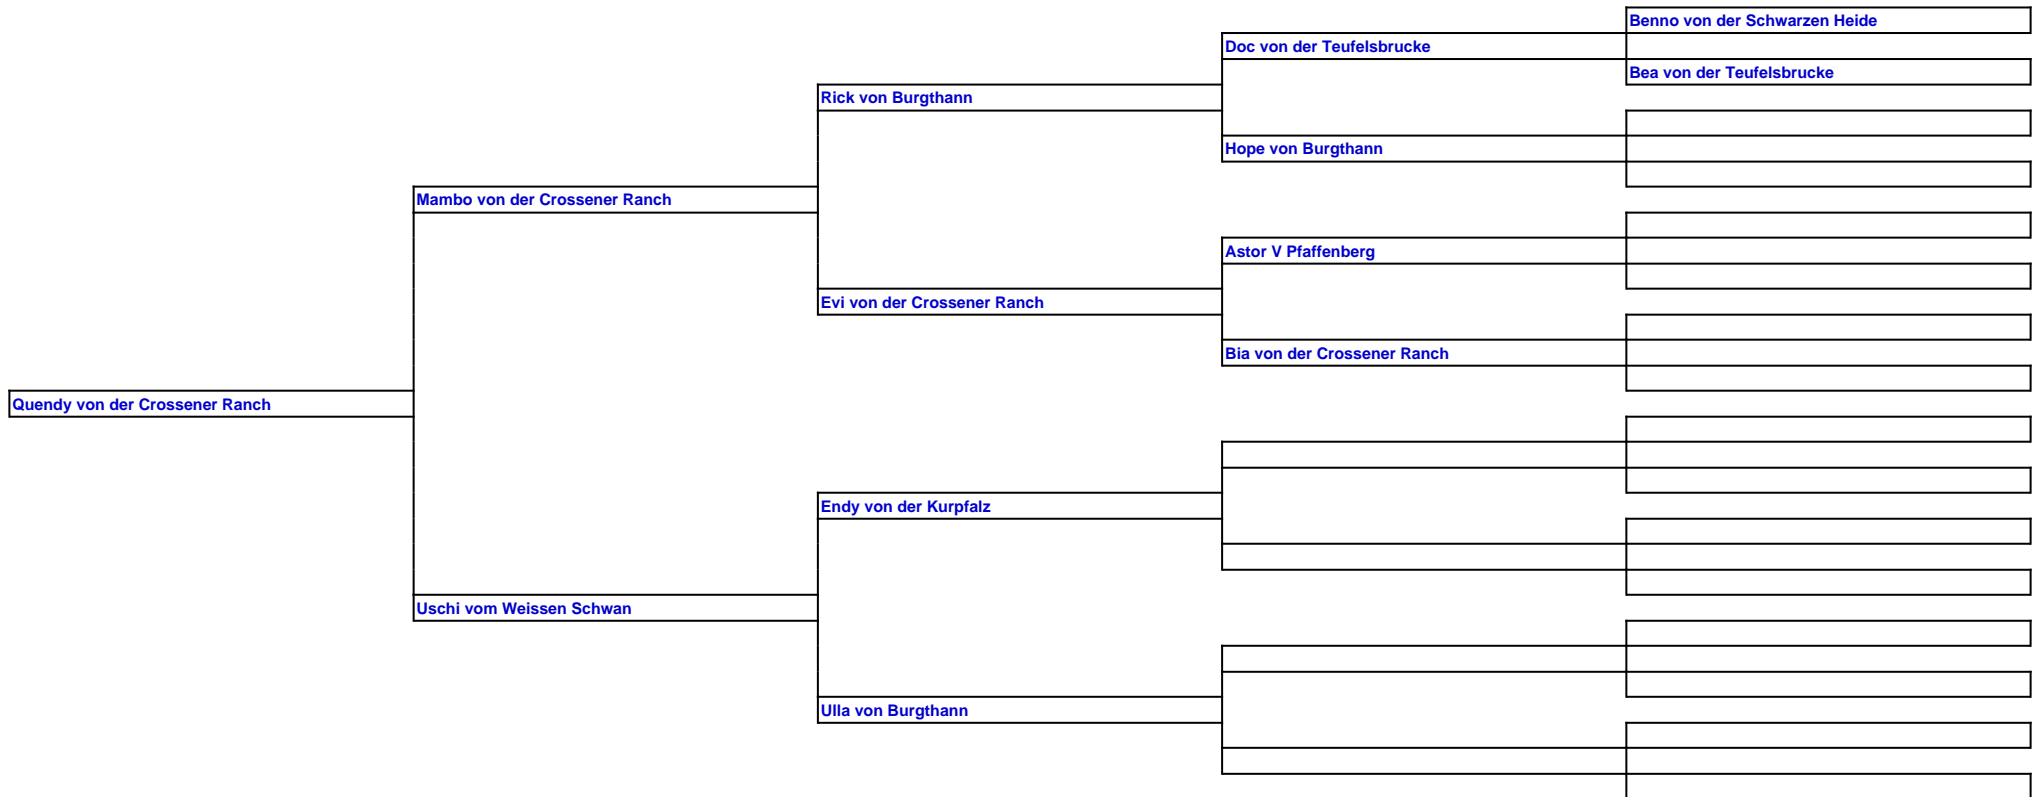 Benno von der Schwarzen Heide
Doc von der Teufelsbrucke
Bea von der Teufelsbrucke
Rick von Burgthann
Hope von Burgthann
Mambo von der Crossener Ranch
Astor V Pfaffenberg
Evi von der Crossener Ranch
Bia von der Crossener Ranch
Quendy von der Crossener Ranch
Endy von der Kurpfalz
Uschi vom Weissen Schwan
Ulla von Burgthann